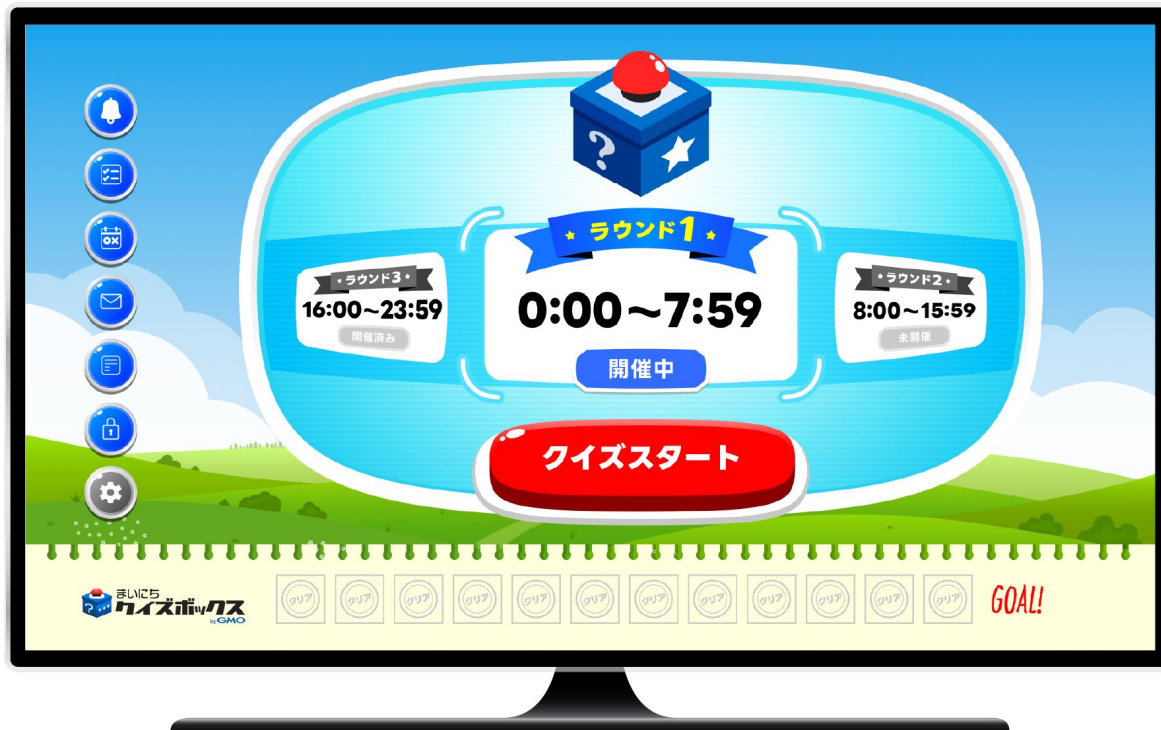 ?
ox
ラウンド3
16:00~23:59
開催済み
ラウンド1
0:00~7:59
開催中
ラウンド2
8:00~15:59
未開催
クイズスタート
まいにち
クイズボックス
by GMO
クリア クリア クリア クリア クリア クリア クリア クリア クリア クリア クリア クリア
GOAL!